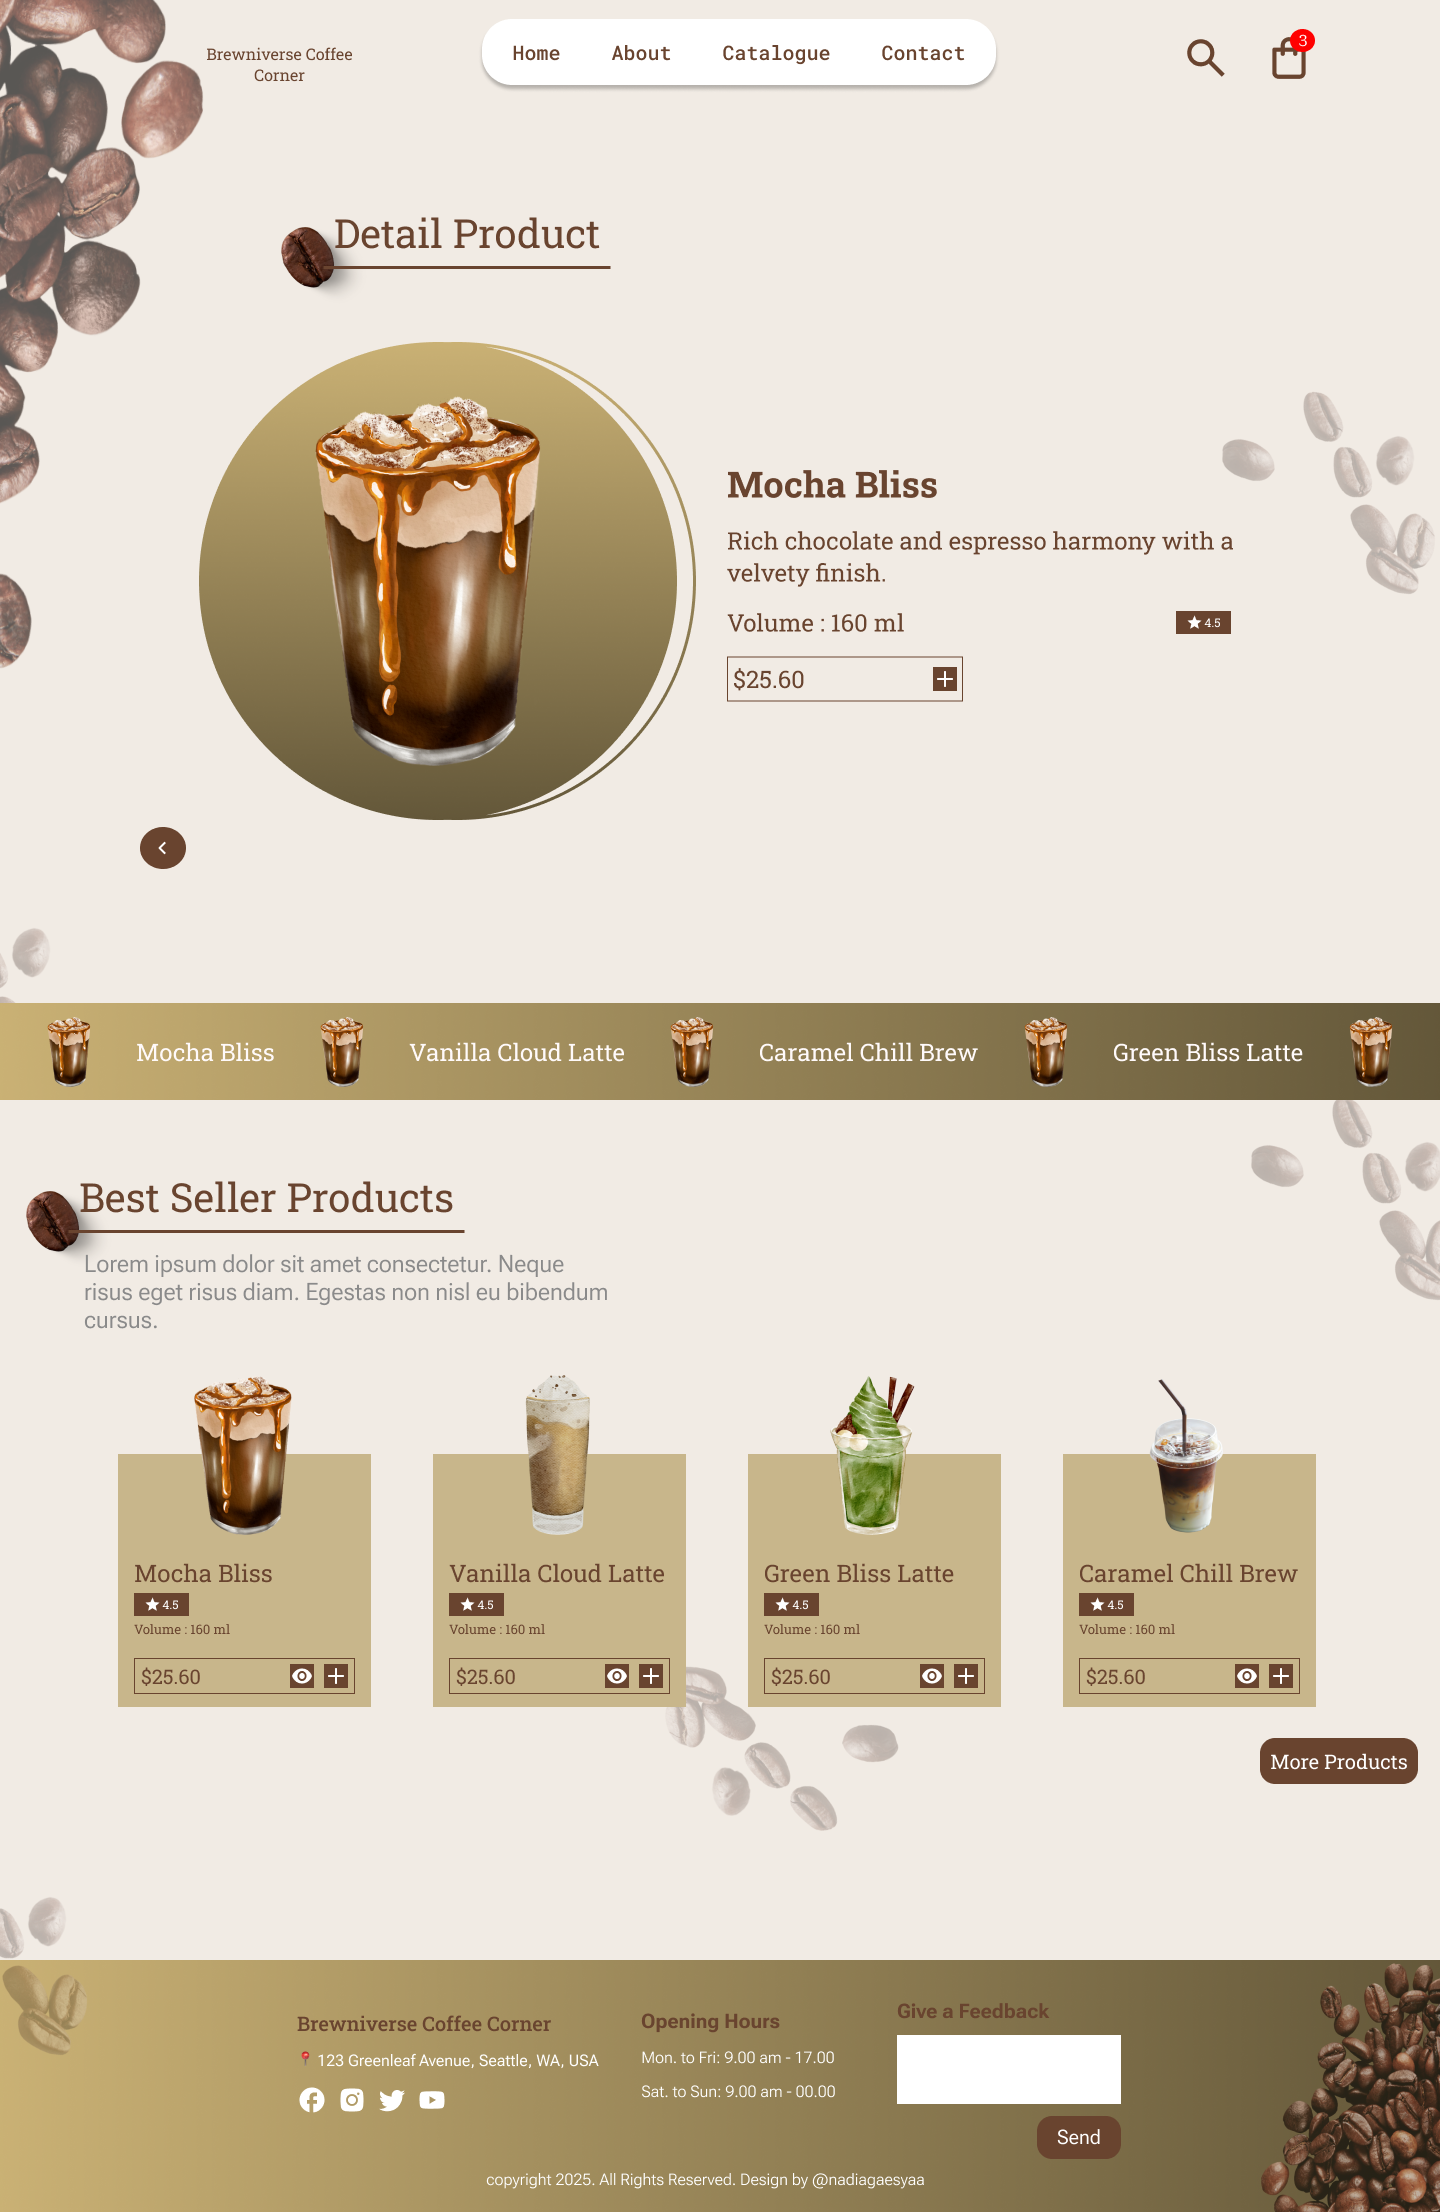 Brewniverse Coffee
Corner
Home About Catalogue Contact
3
Detail Product
Mocha Bliss
Rich chocolate and espresso harmony with a
velvety finish.
Volume : 160 ml
4.5
$25.60
Mocha Bliss Vanilla Cloud Latte Caramel Chill Brew Green Bliss Latte
Best Seller Products
Lorem ipsum dolor sit amet consectetur. Neque
risus eget risus diam. Egestas non nisl eu bibendum
cursus.
Mocha Bliss
4.5
Volume : 160 ml
$25.60
Vanilla Cloud Latte
4.5
Volume : 160 ml
$25.60
Green Bliss Latte
4.5
Volume : 160 ml
$25.60
Caramel Chill Brew
4.5
Volume : 160 ml
$25.60
More Products
Brewniverse Coffee Corner
123 Greenleaf Avenue, Seattle, WA, USA
Opening Hours
Mon. to Fri: 9.00 am - 17.00
Sat. to Sun: 9.00 am - 00.00
Give a Feedback
Send
copyright 2025. All Rights Reserved. Design by @nadiagaesyaa